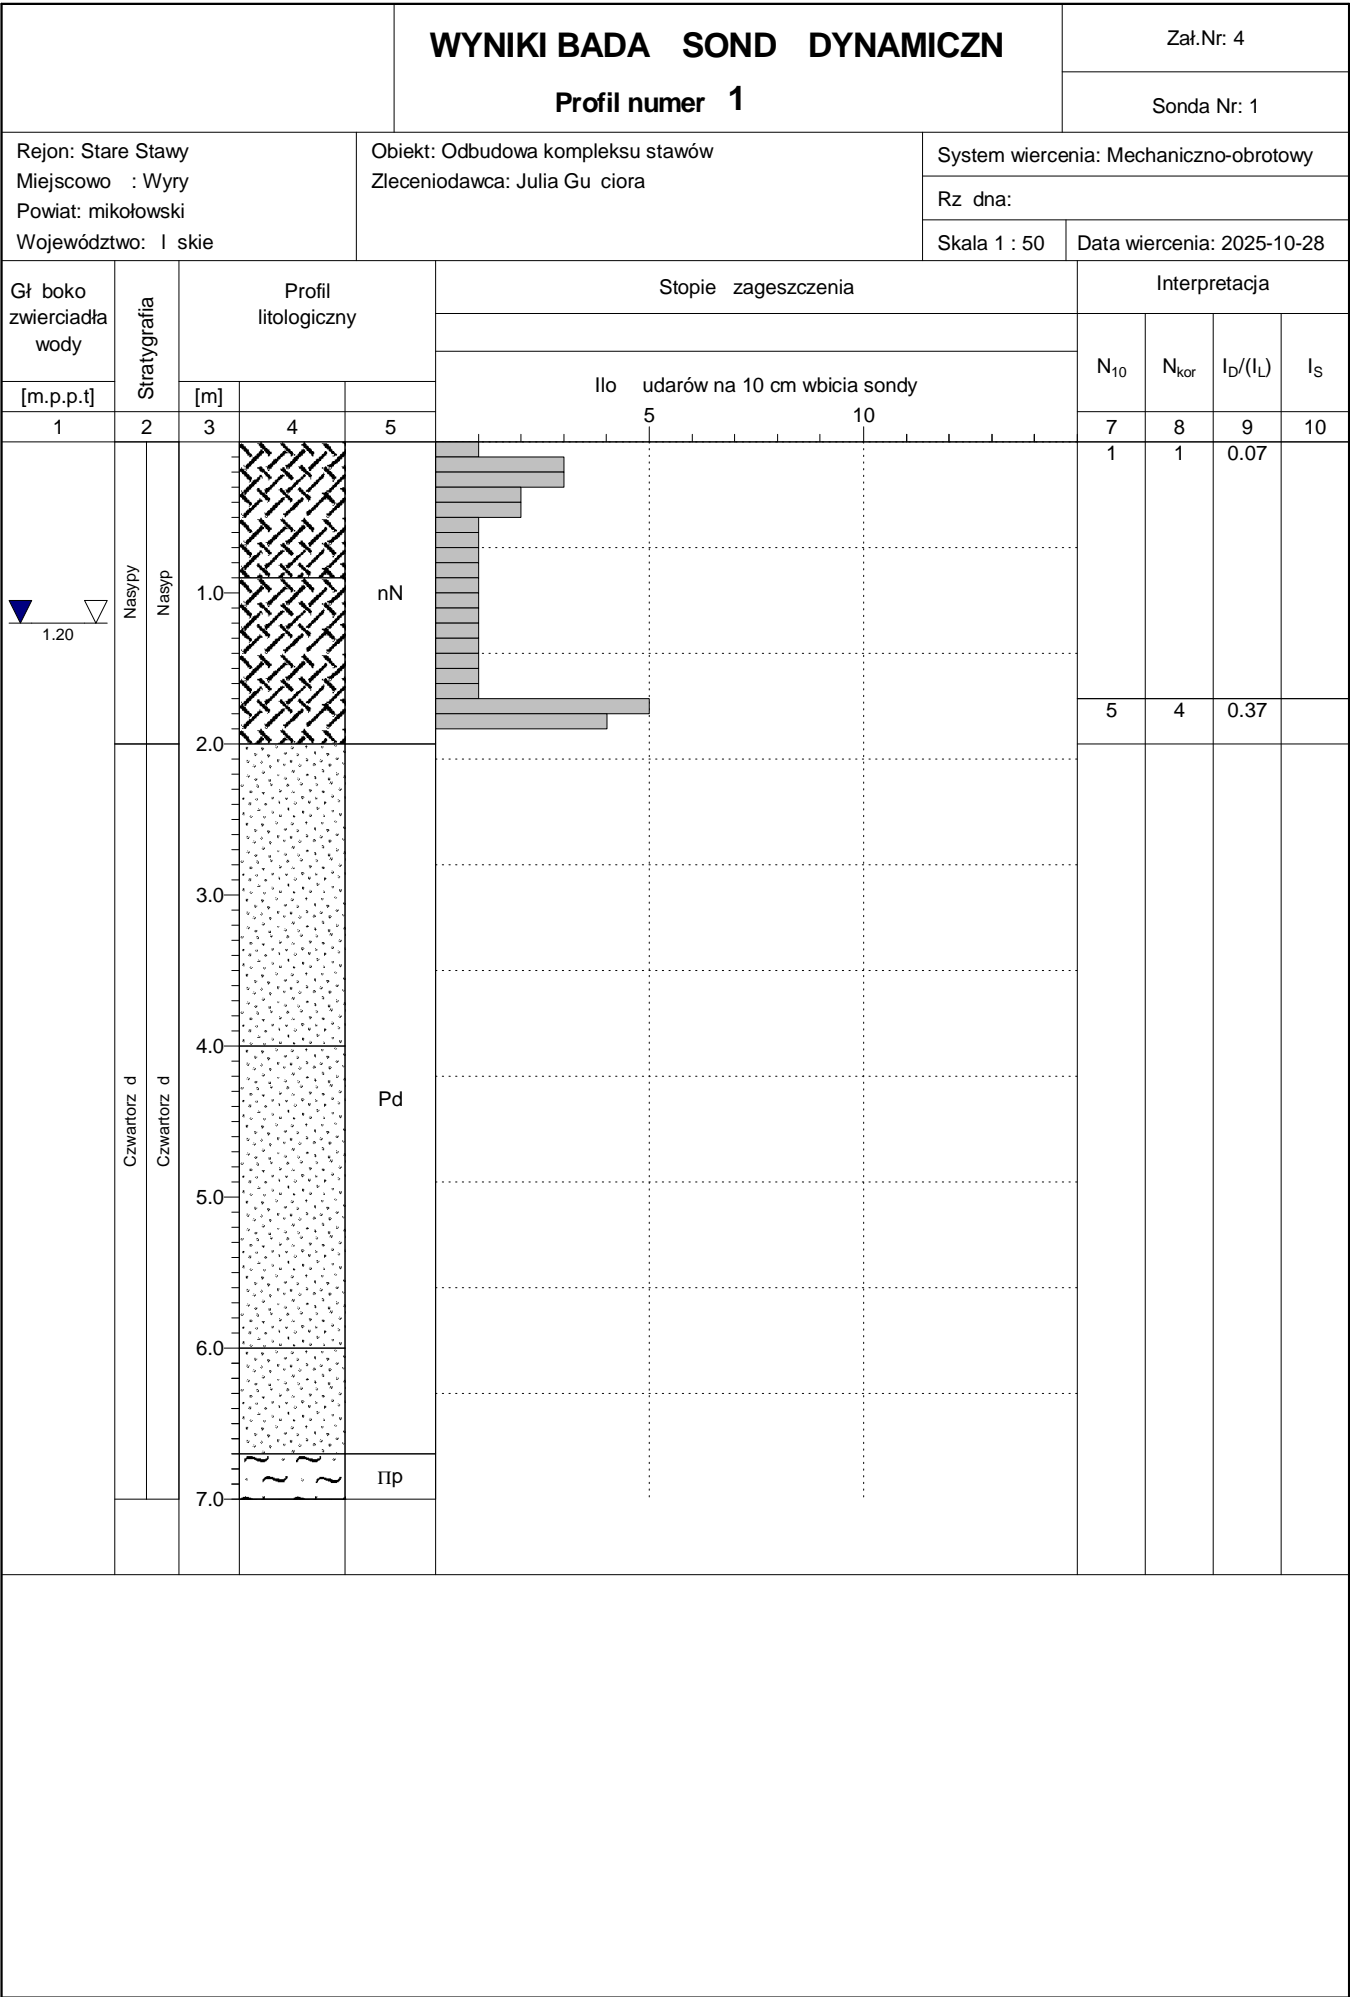 WYNIKI BADA SOND DYNAMICZN
Profil numer 1
Zał.Nr: 4
Sonda Nr: 1
Rejon: Stare Stawy
Miejscowo : Wyry
Powiat: mikołowski
Województwo: l skie
Obiekt: Odbudowa kompleksu stawów
Zleceniodawca: Julia Gu ciora
System wiercenia: Mechaniczno-obrotowy
Rz dna:
Skala 1 : 50
Data wiercenia: 2025-10-28
Gł boko
zwierciadła
wody
[m.p.p.t]
Stratygrafia
Profil
litologiczny
[m]
Stopie zageszczenia
Ilo udarów na 10 cm wbicia sondy
5 10
Interpretacja
N10 Nkor ID/(IL) IS
1 2 3 4 5 7 8 9 10
1 1 0.07
Nasypy
Nasyp
1.0
nN
1.20
5 4 0.37
2.0
3.0
4.0
Czwartorz d
Czwartorz d
Pd
5.0
6.0
Πp
7.0